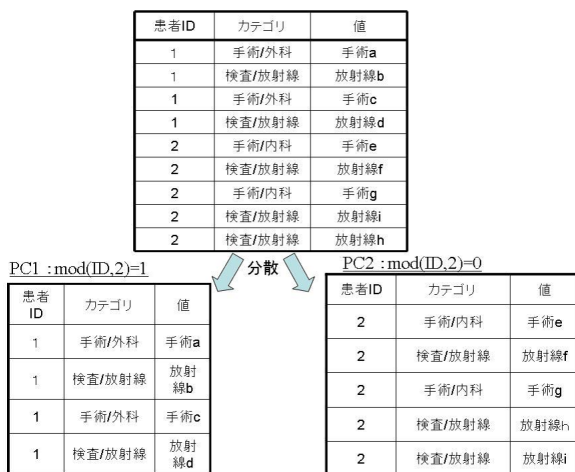 患者ID カテゴリ 値
1 手術/外科 手術a
1 検査/放射線 放射線b
1 手術/外科 手術c
1 検査/放射線 放射線d
2 手術/内科 手術e
2 検査/放射線 放射線f
2 手術/内科 手術g
2 検査/放射線 放射線i
2 検査/放射線 放射線h
分散
PC1 :mod(ID,2)=1
患者
ID カテゴリ 値
1 手術/外科 手術a
1 検査/放射線 放射
線b
1 手術/外科 手術c
1 検査/放射線 放射
線d
PC2 :mod(ID,2)=0
患者ID カテゴリ 値
2 手術/内科 手術e
2 検査/放射線 放射線f
2 手術/内科 手術g
2 検査/放射線 放射線h
2 検査/放射線 放射線i